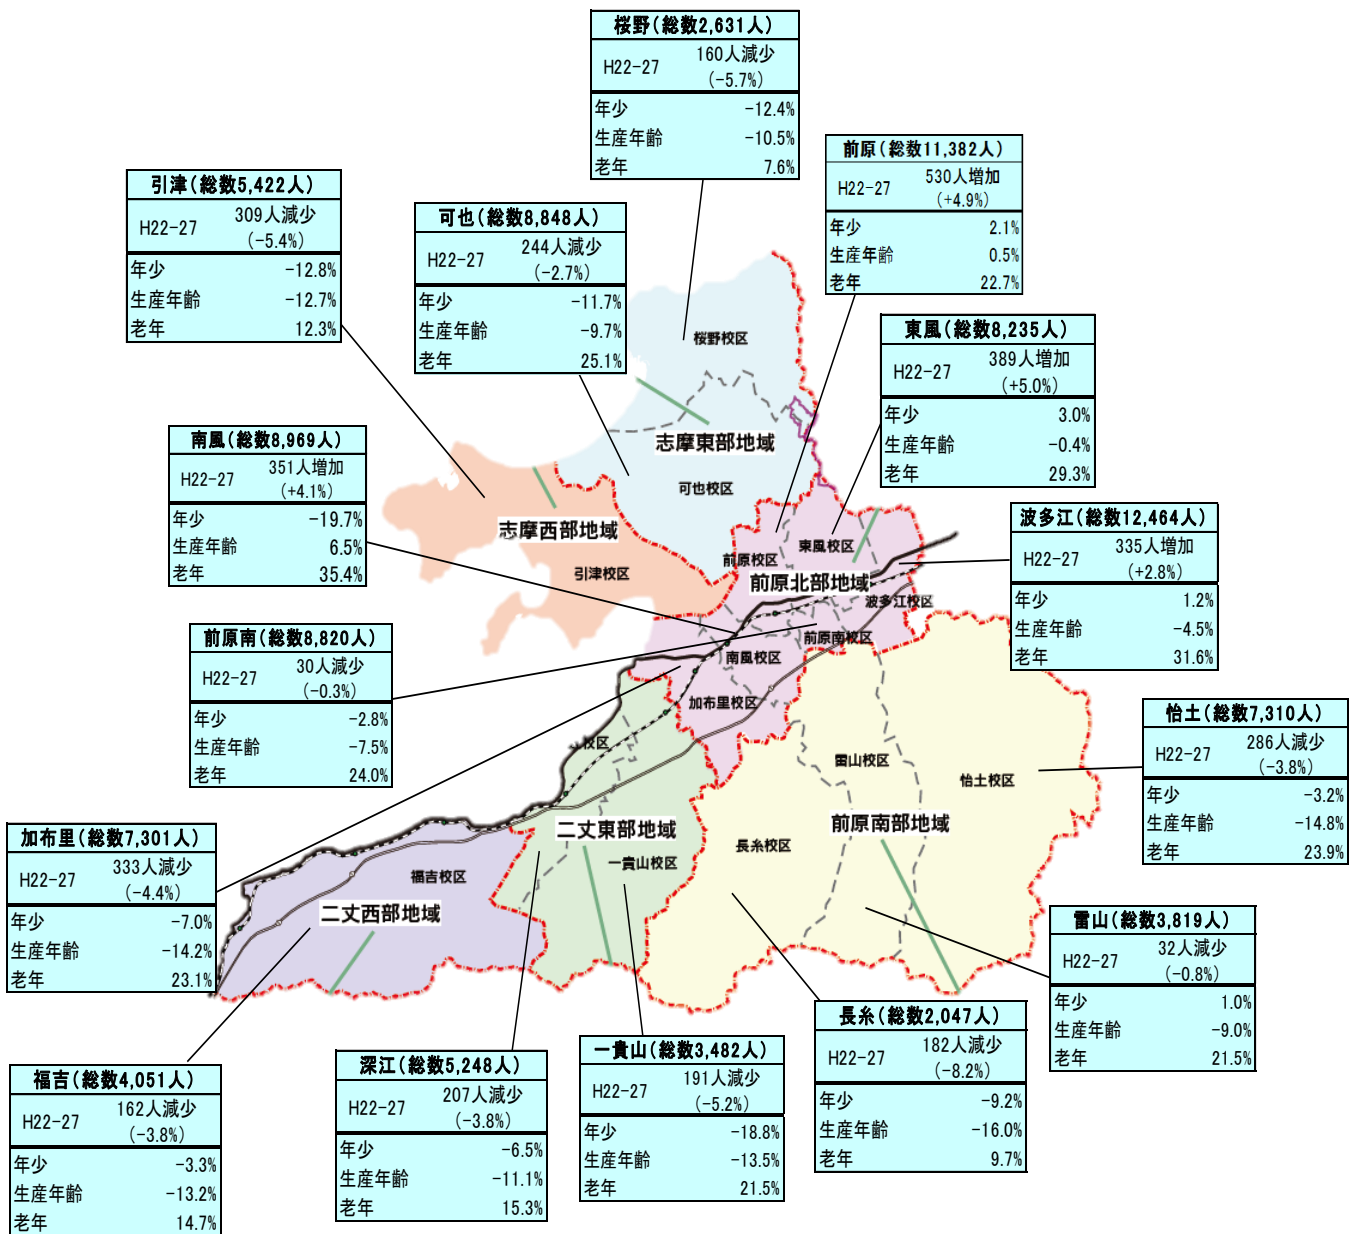 桜野(総数2,631人)
H22-27
160人減少
(-5.7%)
年少 -12.4%
生産年齢 -10.5%
老年 7.6%
前原(総数11,382人)
H22-27
530人増加
(+4.9%)
年少 2.1%
生産年齢 0.5%
老年 22.7%
引津(総数5,422人)
H22-27
309人減少
(-5.4%)
年少 -12.8%
生産年齢 -12.7%
老年 12.3%
可也(総数8,848人)
H22-27
244人減少
(-2.7%)
年少 -11.7%
生産年齢 -9.7%
老年 25.1%
東風(総数8,235人)
H22-27
389人増加
(+5.0%)
年少 3.0%
生産年齢 -0.4%
老年 29.3%
南風(総数8,969人)
H22-27
351人増加
(+4.1%)
年少 -19.7%
生産年齢 6.5%
老年 35.4%
波多江(総数12,464人)
H22-27
335人増加
(+2.8%)
年少 1.2%
生産年齢 -4.5%
老年 31.6%
前原南(総数8,820人)
H22-27
30人減少
(-0.3%)
年少 -2.8%
生産年齢 -7.5%
老年 24.0%
怡土(総数7,310人)
H22-27
286人減少
(-3.8%)
年少 -3.2%
生産年齢 -14.8%
老年 23.9%
加布里(総数7,301人)
H22-27
333人減少
(-4.4%)
年少 -7.0%
生産年齢 -14.2%
老年 23.1%
雷山(総数3,819人)
H22-27
32人減少
(-0.8%)
年少 1.0%
生産年齢 -9.0%
老年 21.5%
長糸(総数2,047人)
H22-27
182人減少
(-8.2%)
年少 -9.2%
生産年齢 -16.0%
老年 9.7%
一貴山(総数3,482人)
H22-27
191人減少
(-5.2%)
年少 -18.8%
生産年齢 -13.5%
老年 21.5%
深江(総数5,248人)
H22-27
207人減少
(-3.8%)
年少 -6.5%
生産年齢 -11.1%
老年 15.3%
福吉(総数4,051人)
H22-27
162人減少
(-3.8%)
年少 -3.3%
生産年齢 -13.2%
老年 14.7%
桜野校区
志摩東部地域
可也校区
志摩西部地域
引津校区
東風校区
前原校区
前原北部地域
波多江校区
前原南校区
南風校区
加布里校区
校区
雷山校区
怡土校区
前原南部地域
長糸校区
二丈東部地域
一貴山校区
福吉校区
二丈西部地域